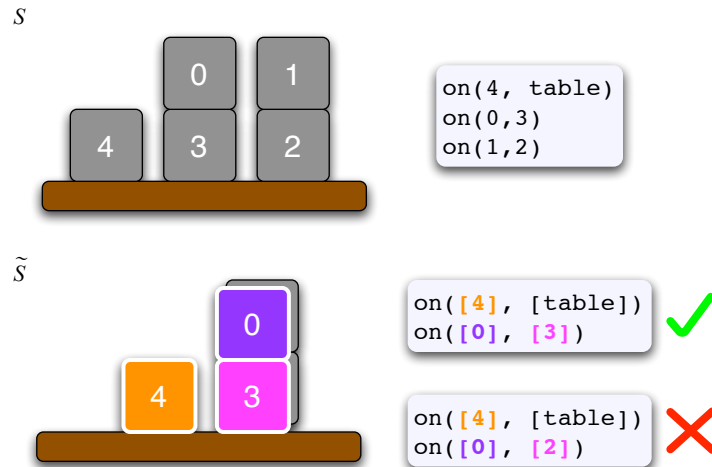 S
0 1
4 3 2
on(4, table)
on(0,3)
on(1,2)
S̃
0
4 3
on([4], [table])
on([0], [3])
on([4], [table])
on([0], [2])